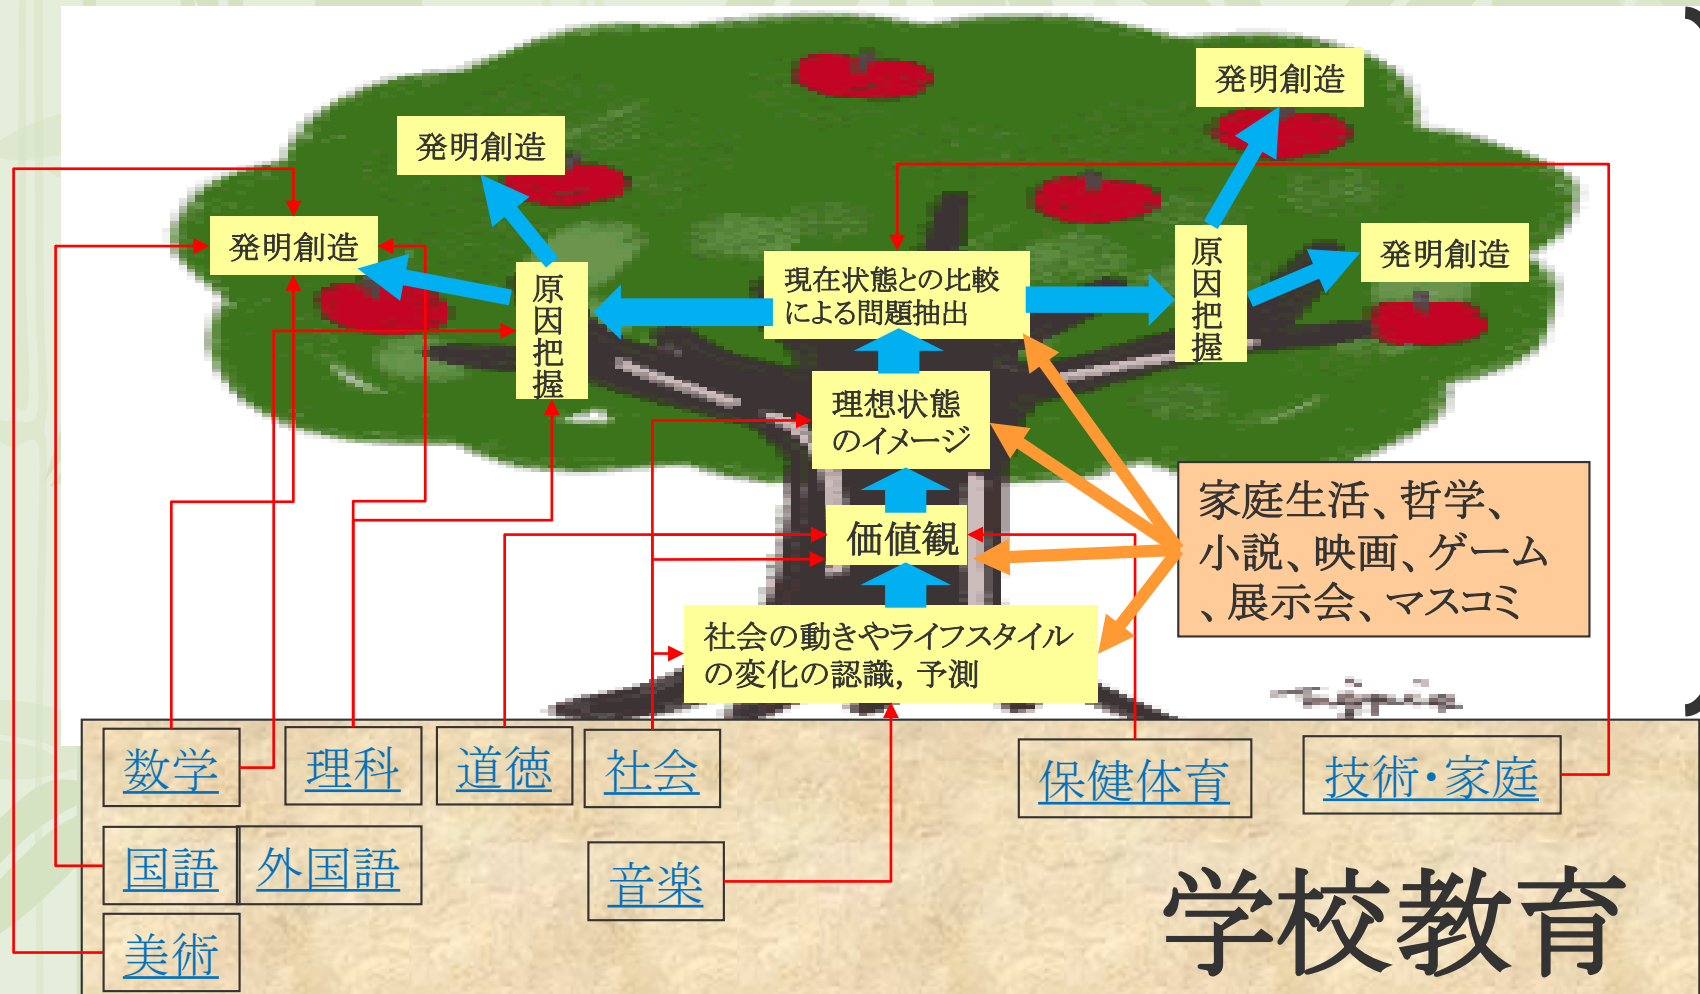 発明創造
発明創造
発明創造
発明創造
原因把握
現在状態との比較
による問題抽出
原因把握
理想状態
のイメージ
価値観
家庭生活、哲学、
小説、映画、ゲーム
、展示会、マスコミ
社会の動きやライフスタイル
の変化の認識，予測
数学
理科
道徳
社会
保健体育
技術・家庭
国語
外国語
音楽
美術
学校教育